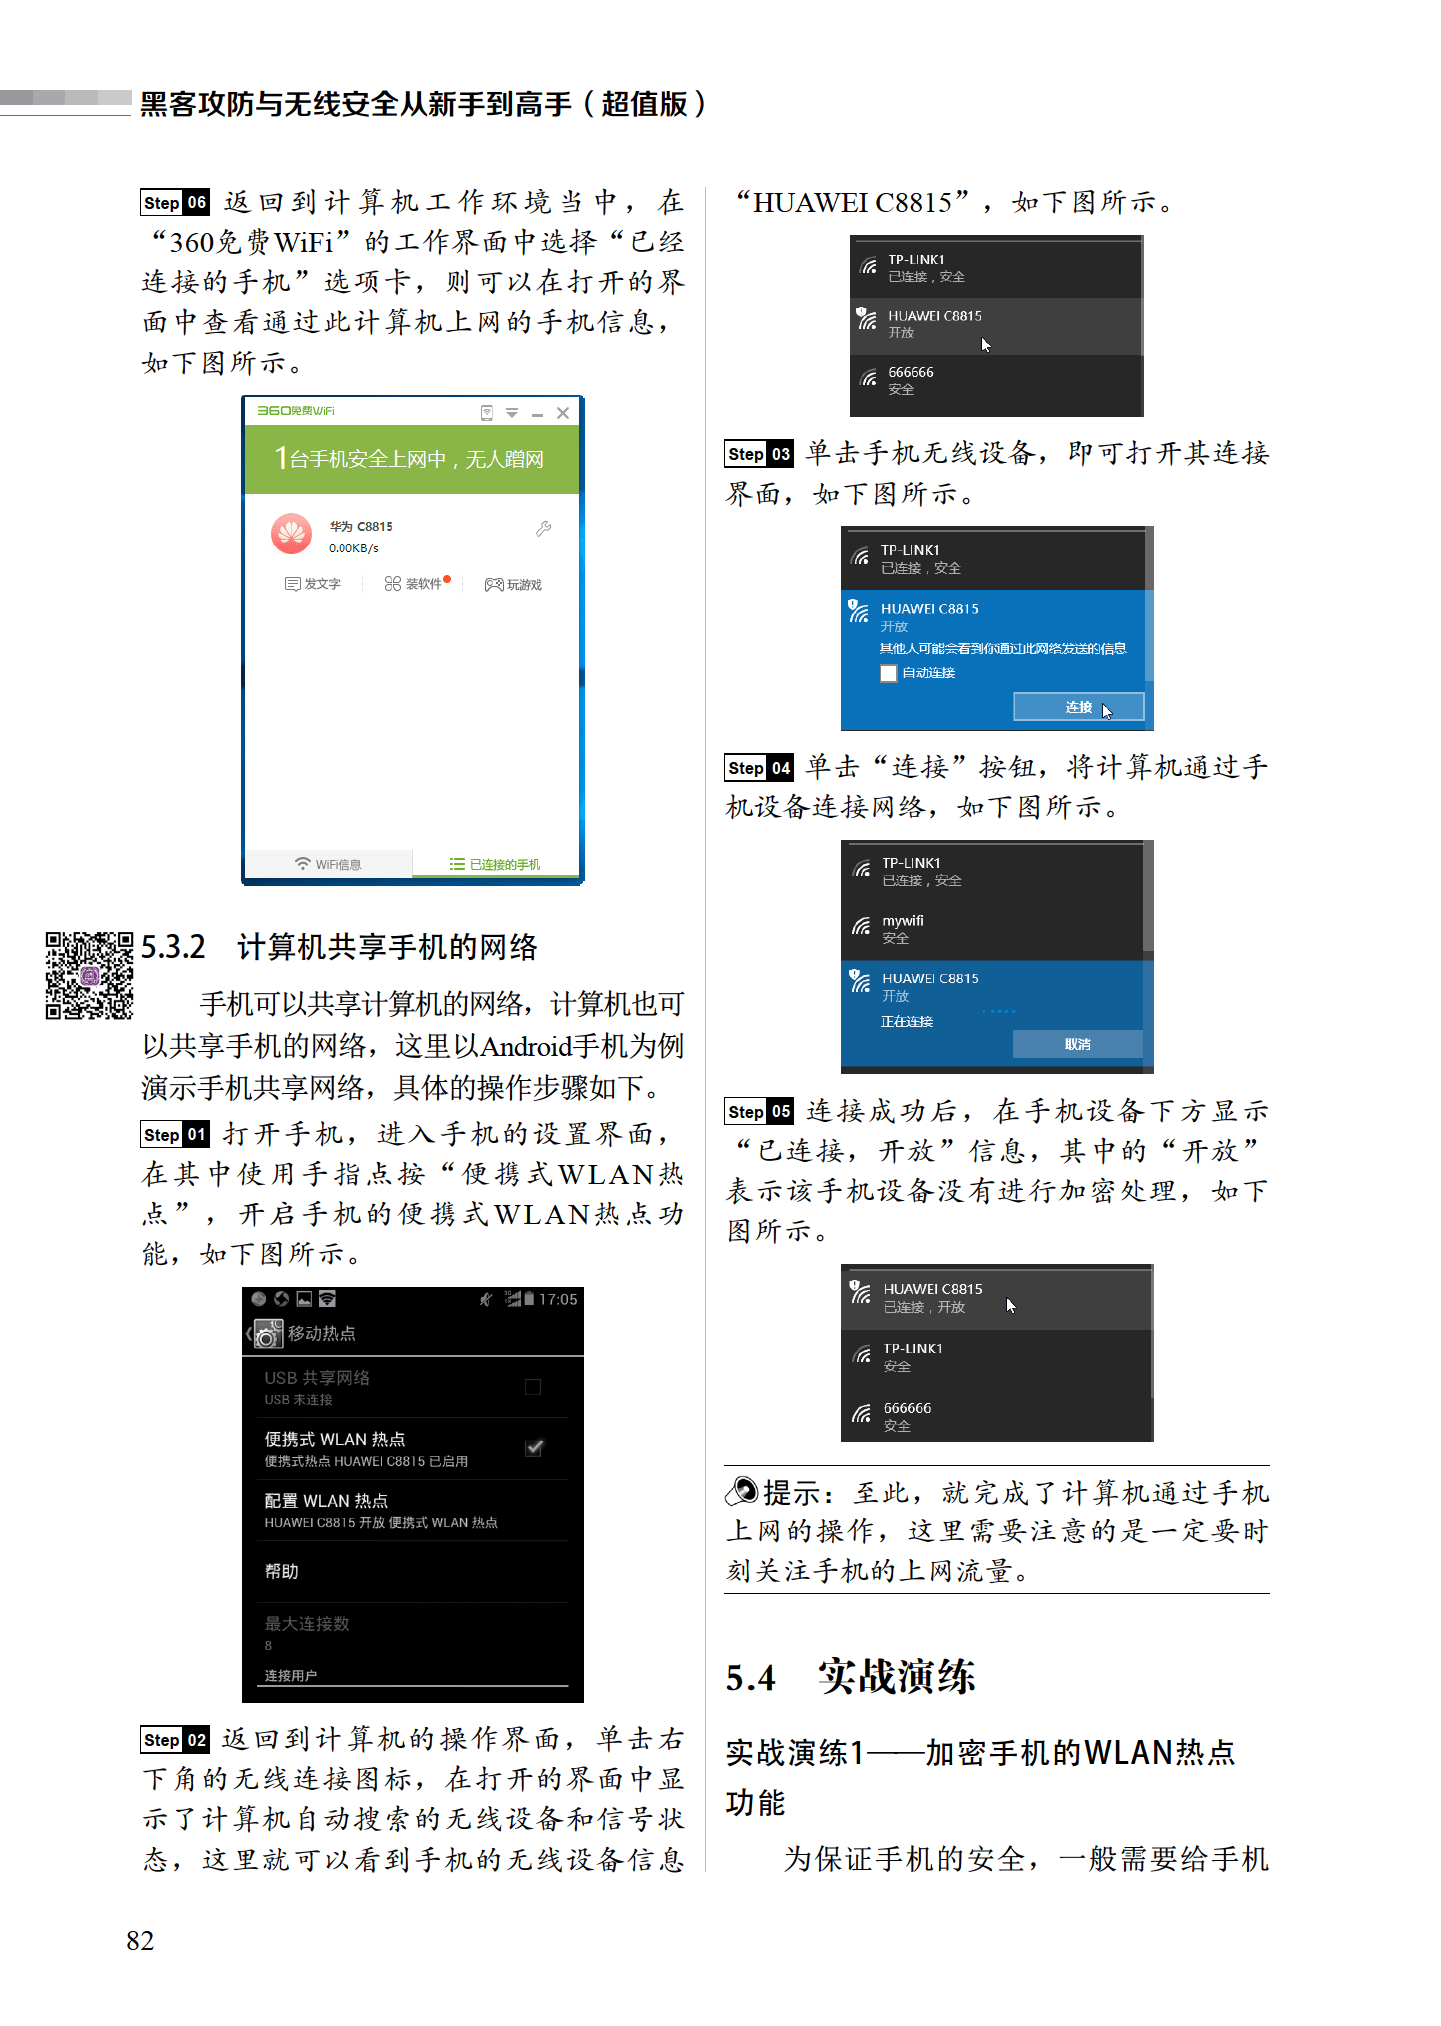 黑客攻防与无线安全从新手到高手（超值版）
Step 06 返回到计算机工作环境当中，在
“360免费WiFi”的工作界面中选择“已经
连接的手机”选项卡，则可以在打开的界
面中查看通过此计算机上网的手机信息，
如下图所示。
360免费WiFi
1台手机安全上网中，无人蹭网
华为 C8815
0.00KB/s
发文字
装软件
玩游戏
WiFi信息
已连接的手机
5.3.2 计算机共享手机的网络
手机可以共享计算机的网络，计算机也可
以共享手机的网络，这里以Android手机为例
演示手机共享网络，具体的操作步骤如下。
Step 01 打开手机，进入手机的设置界面，
在其中使用手指点按“便携式WLAN热
点”，开启手机的便携式WLAN热点功
能，如下图所示。
17:05
移动热点
USB 共享网络
USB 未连接
便携式 WLAN 热点
便携式热点 HUAWEI C8815 已启用
配置 WLAN 热点
HUAWEI C8815 开放 便携式 WLAN 热点
帮助
最大连接数
8
连接用户
Step 02 返回到计算机的操作界面，单击右
下角的无线连接图标，在打开的界面中显
示了计算机自动搜索的无线设备和信号状
态，这里就可以看到手机的无线设备信息
“HUAWEI C8815”，如下图所示。
TP-LINK1
已连接，安全
HUAWEI C8815
开放
666666
安全
Step 03 单击手机无线设备，即可打开其连接
界面，如下图所示。
TP-LINK1
已连接，安全
HUAWEI C8815
开放
其他人可能会看到你通过此网络发送的信息
自动连接
连接
Step 04 单击“连接”按钮，将计算机通过手
机设备连接网络，如下图所示。
TP-LINK1
已连接，安全
mywifi
安全
HUAWEI C8815
开放
正在连接
取消
Step 05 连接成功后，在手机设备下方显示
“已连接，开放”信息，其中的“开放”
表示该手机设备没有进行加密处理，如下
图所示。
HUAWEI C8815
已连接，开放
TP-LINK1
安全
666666
安全
提示：至此，就完成了计算机通过手机
上网的操作，这里需要注意的是一定要时
刻关注手机的上网流量。
5.4 实战演练
实战演练1——加密手机的WLAN热点
功能
为保证手机的安全，一般需要给手机
82